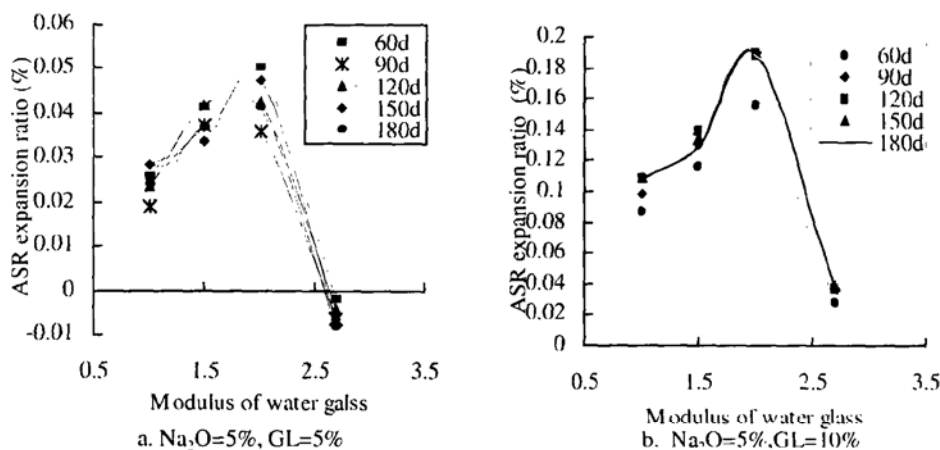 0.06
0.05
0.04
0.03
0.02
0.01
0
-0.01
ASR expansion ratio (%)
60d
90d
120d
150d
180d
0.5
1.5
2.5
3.5
Modulus of water galss
a. Na₂O=5%, GL=5%
0.2
0.18
0.16
0.14
0.12
0.1
0.08
0.06
0.04
0.02
0
ASR expansion ratio (%)
60d
90d
120d
150d
180d
0.5
1.5
2.5
3.5
Modulus of water glass
b. Na₂O=5%,GL=10%